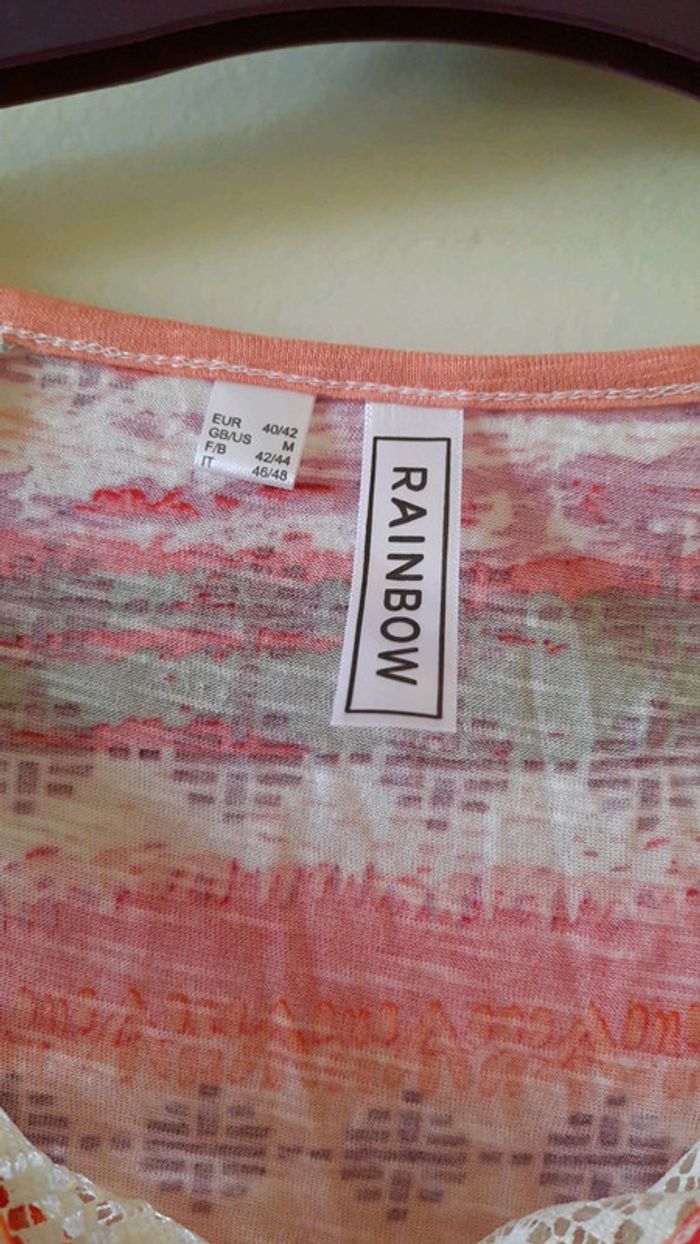 EUR 40/42
GB/US M
F/B 42/44
IT 46/48
RAINBOW